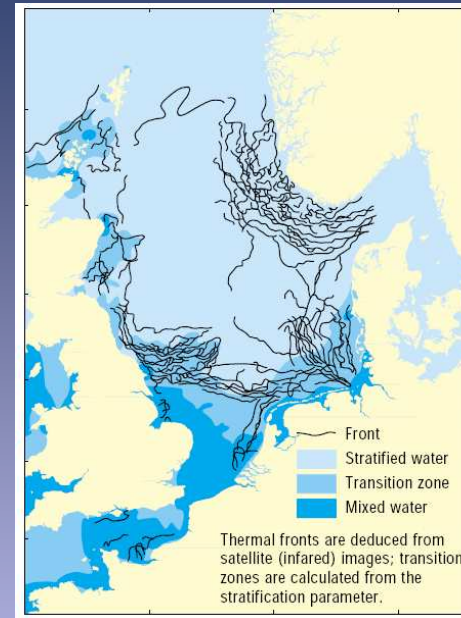 Front
Stratified water
Transition zone
Mixed water
Thermal fronts are deduced from
satellite (infared) images; transition
zones are calculated from the
stratification parameter.